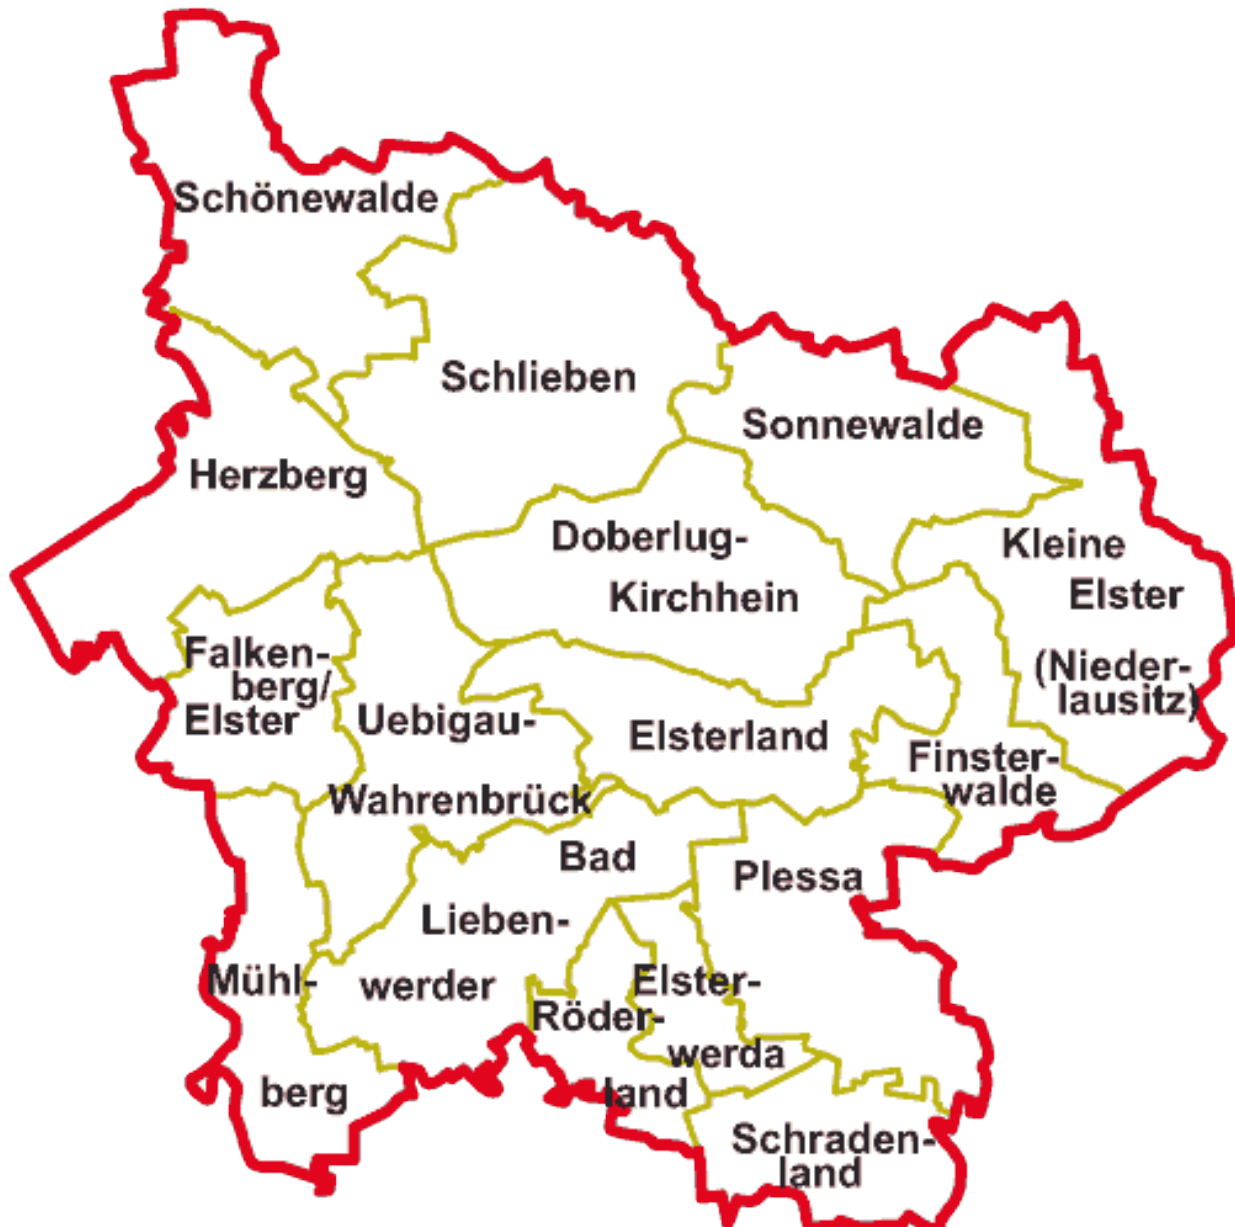 Schönewalde
Schlieben
Sonnewalde
Herzberg
Doberlug-
Kirchhein
Kleine
Elster
(Nieder-
lausitz)
Falken-
berg/
Elster
Uebigau-
Wahrenbrück
Elsterland
Finster-
walde
Bad
Lieben-
werder
Plessa
Mühl-
berg
Elster-
werda
Röder-
land
Schraden-
land